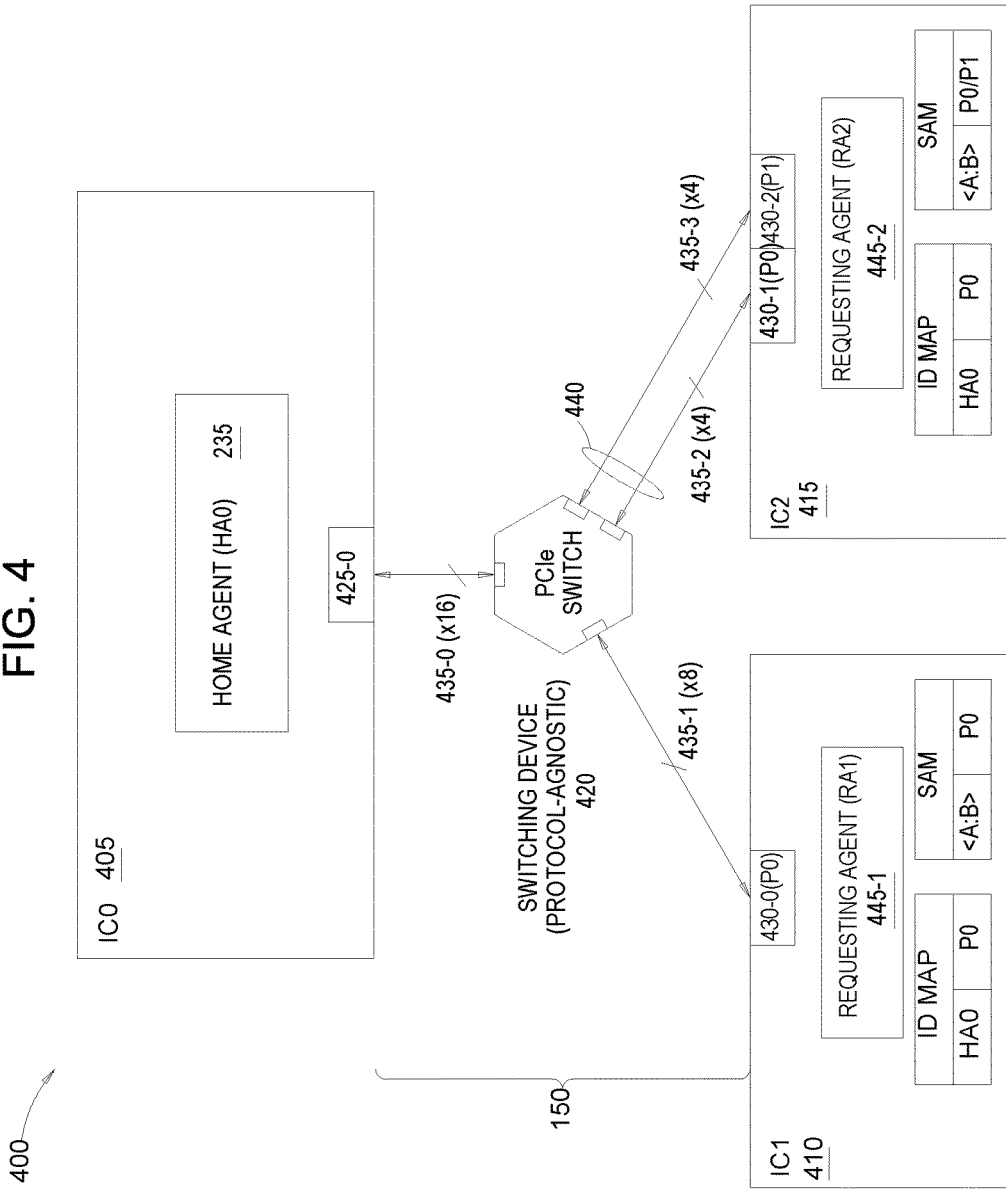 FIG. 4
400
IC0
405
HOME AGENT (HA0)
235
425-0
435-0 (x16)
SWITCHING DEVICE
(PROTOCOL-AGNOSTIC)
420
PCIe
SWITCH
440
435-1 (x8)
435-2 (x4)
435-3 (x4)
150
IC1
410
430-0(P0)
REQUESTING AGENT (RA1)
445-1
ID MAP
HA0 P0
SAM
<A:B> P0
IC2
415
430-1(P0)
430-2(P1)
REQUESTING AGENT (RA2)
445-2
ID MAP
HA0 P0
SAM
<A:B> P0/P1